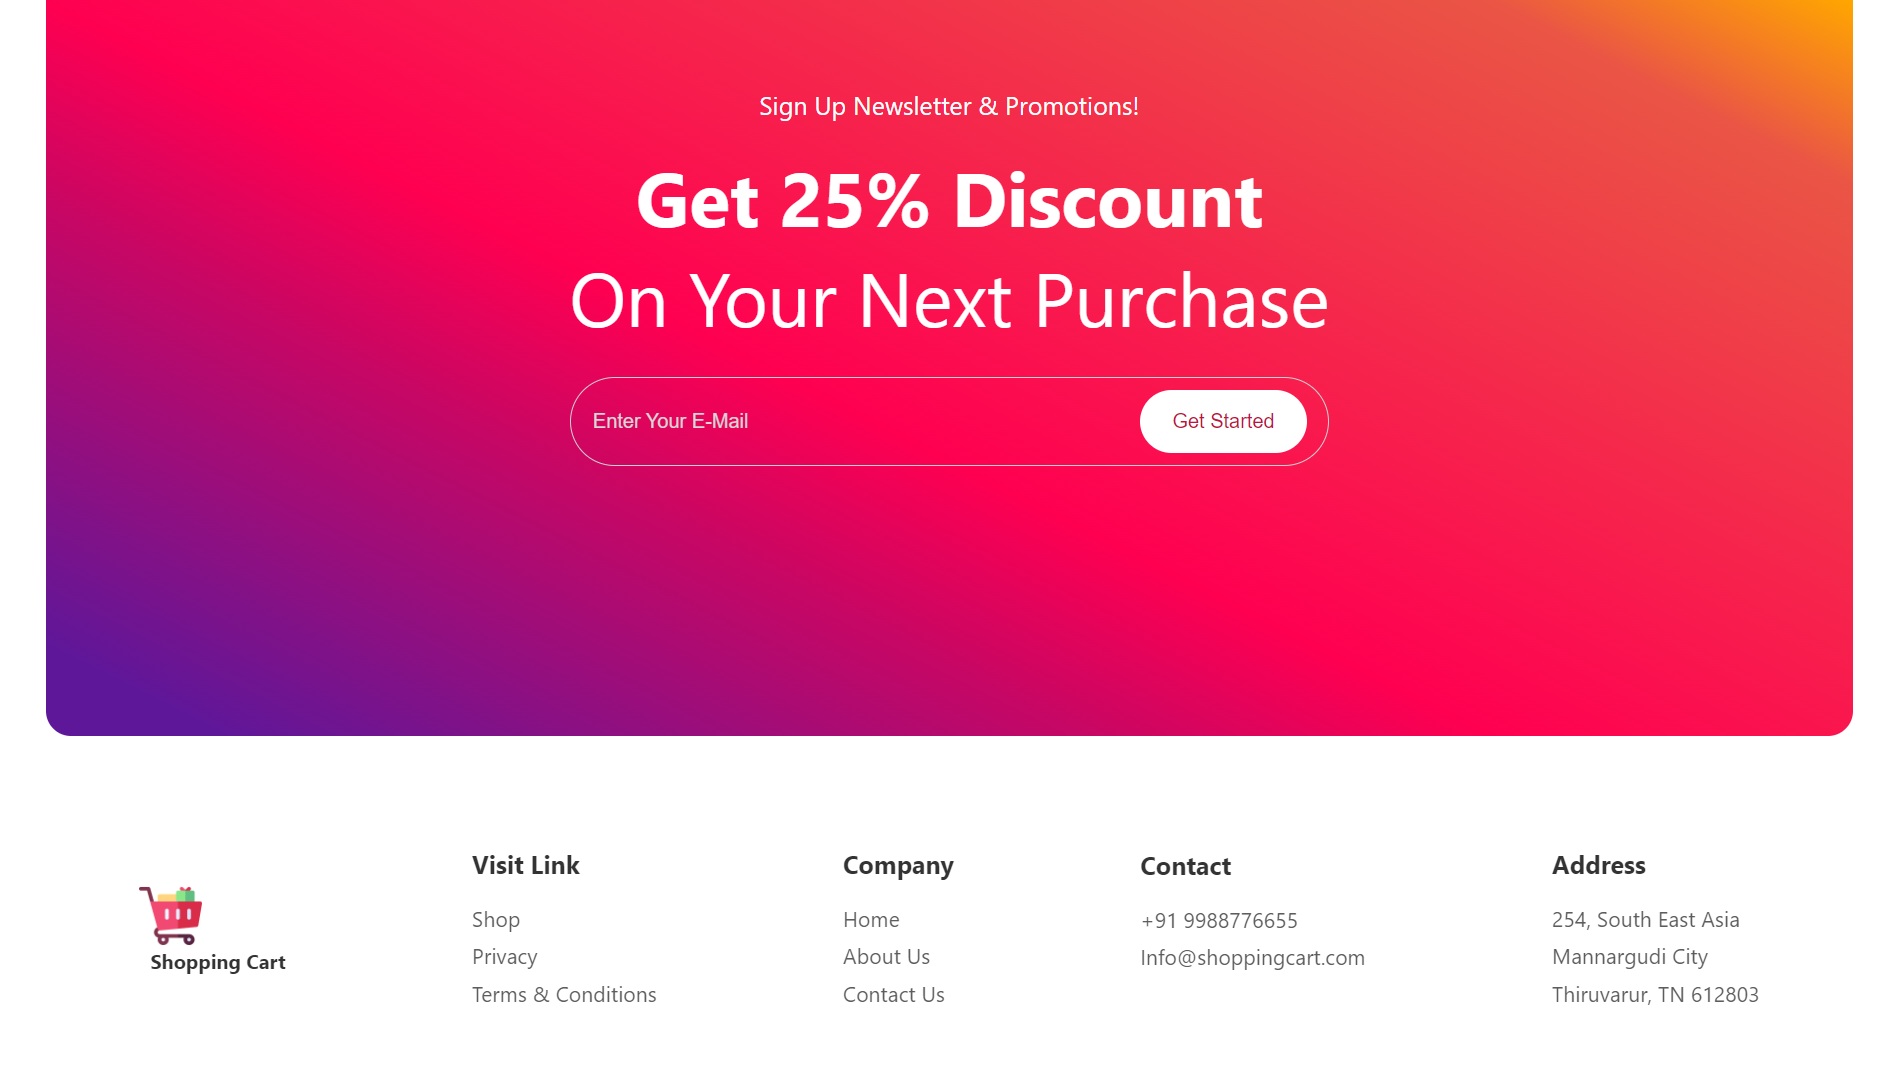 Sign Up Newsletter & Promotions!
Get 25% Discount
On Your Next Purchase
Enter Your E-Mail
Get Started
Shopping Cart
Visit Link
Shop
Privacy
Terms & Conditions
Company
Home
About Us
Contact Us
Contact
+91 9988776655
Info@shoppingcart.com
Address
254, South East Asia
Mannargudi City
Thiruvarur, TN 612803